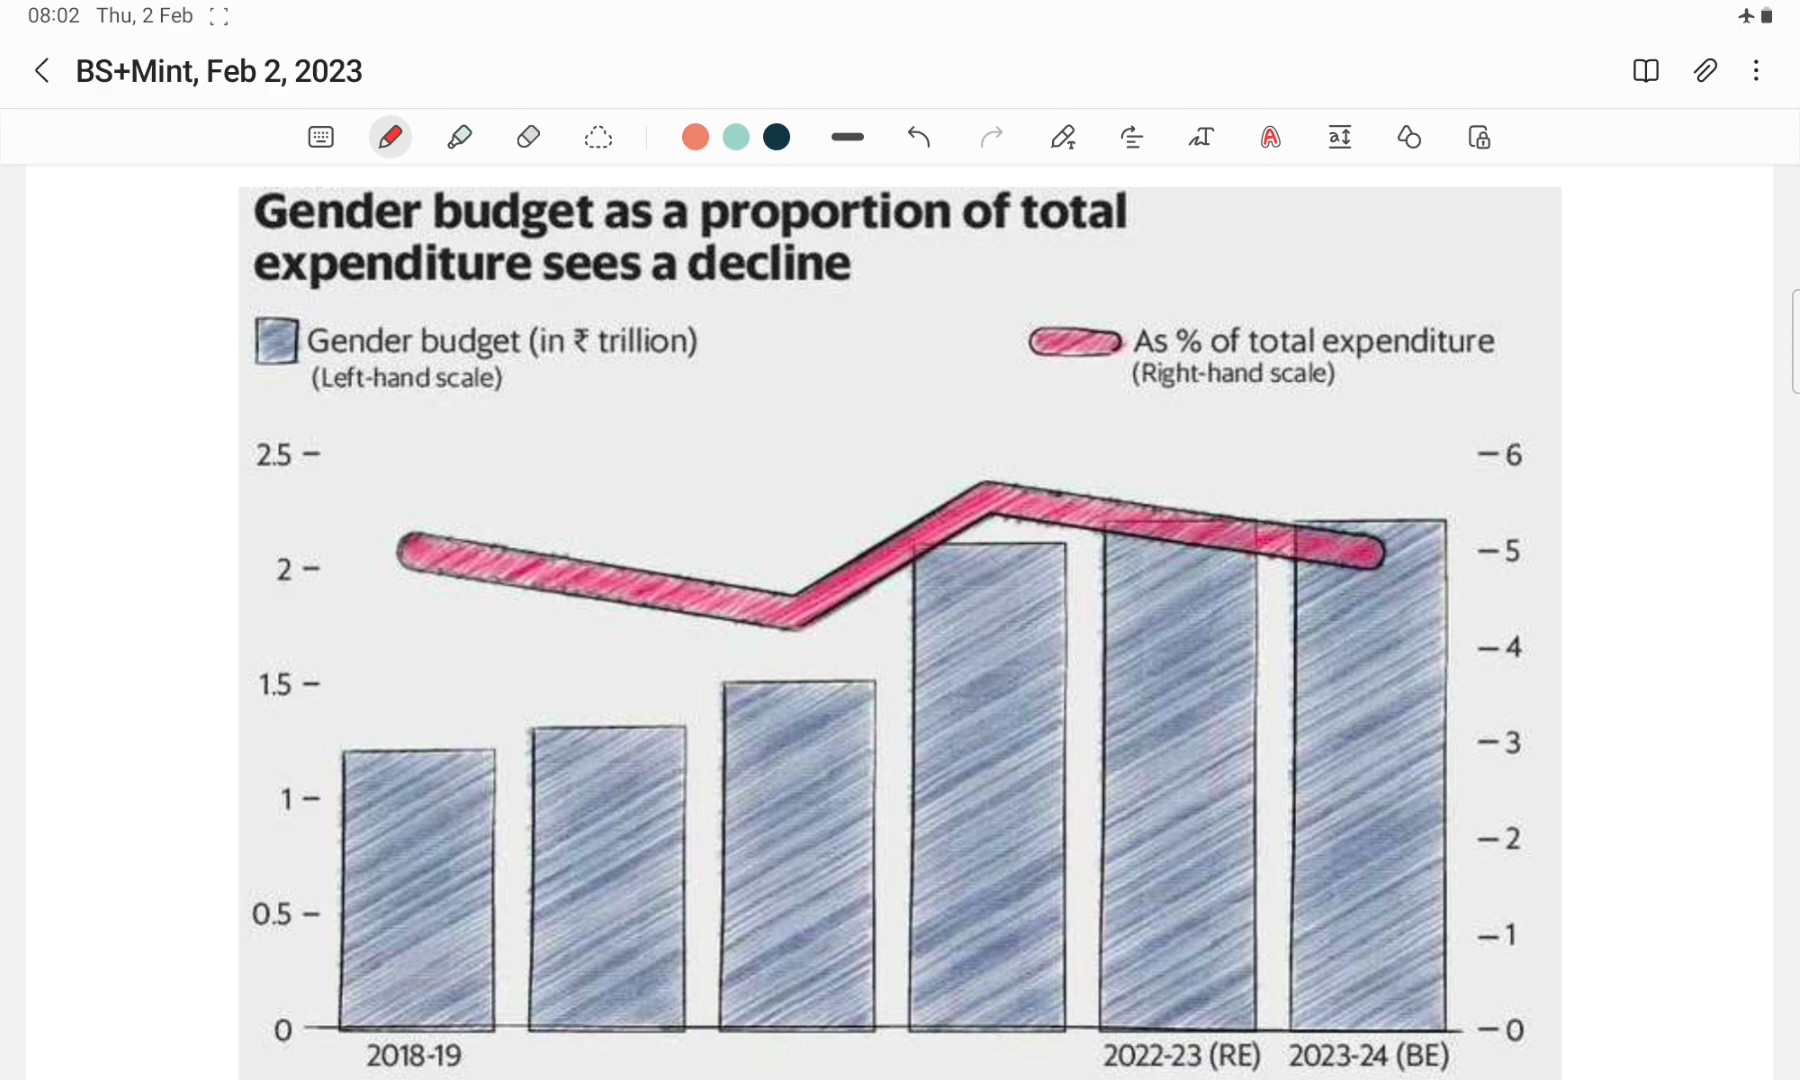 08:02 Thu, 2 Feb
BS+Mint, Feb 2, 2023
Gender budget as a proportion of total
expenditure sees a decline
Gender budget (in ₹ trillion)
(Left-hand scale)
As % of total expenditure
(Right-hand scale)
2.5
2
1.5
1
0.5
0
6
5
4
3
2
1
0
2018-19
2022-23 (RE)
2023-24 (BE)